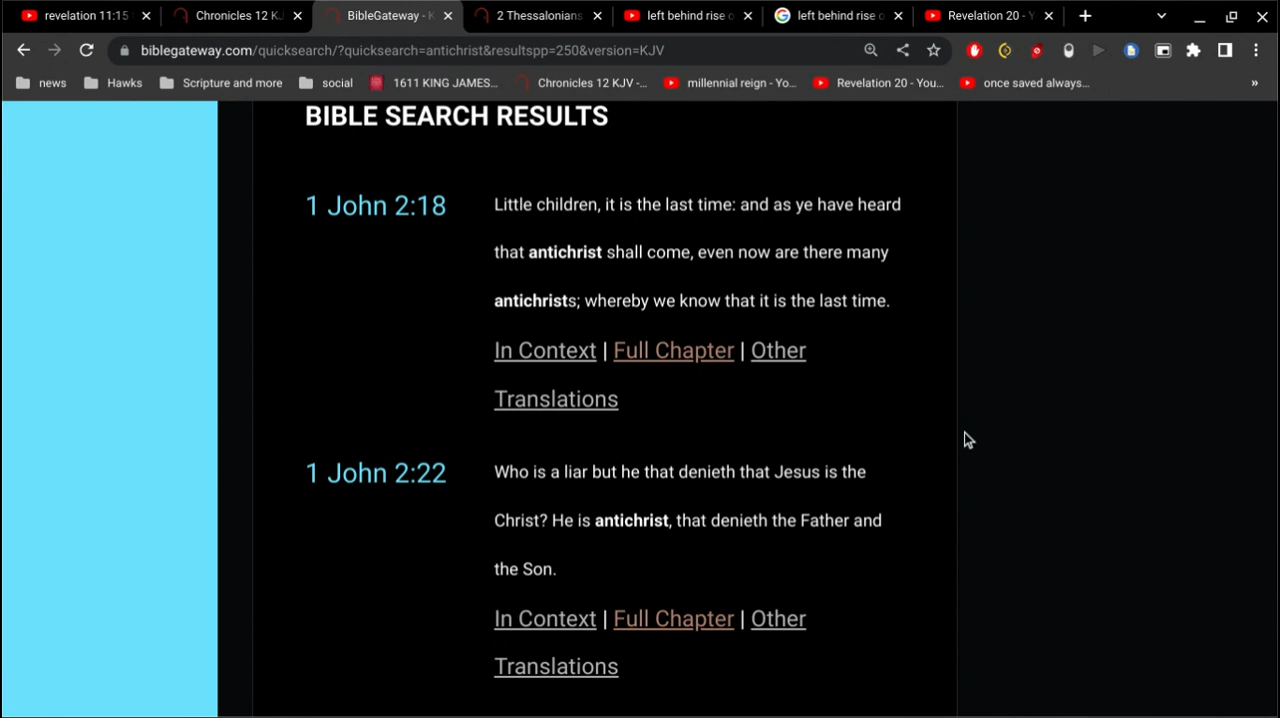 revelation 11:15
Chronicles 12 KJ
BibleGateway - K
2 Thessalonians
left behind rise o
left behind rise o
Revelation 20 - Y
biblegateway.com/quicksearch/?quicksearch=antichrist&resultspp=250&version=KJV
news
Hawks
Scripture and more
social
1611 KING JAMES...
Chronicles 12 KJV -...
millennial reign - Yo...
Revelation 20 - You...
once saved always...
»
BIBLE SEARCH RESULTS
1 John 2:18
Little children, it is the last time: and as ye have heard
that antichrist shall come, even now are there many
antichrists; whereby we know that it is the last time.
In Context | Full Chapter | Other
Translations
1 John 2:22
Who is a liar but he that denieth that Jesus is the
Christ? He is antichrist, that denieth the Father and
the Son.
In Context | Full Chapter | Other
Translations